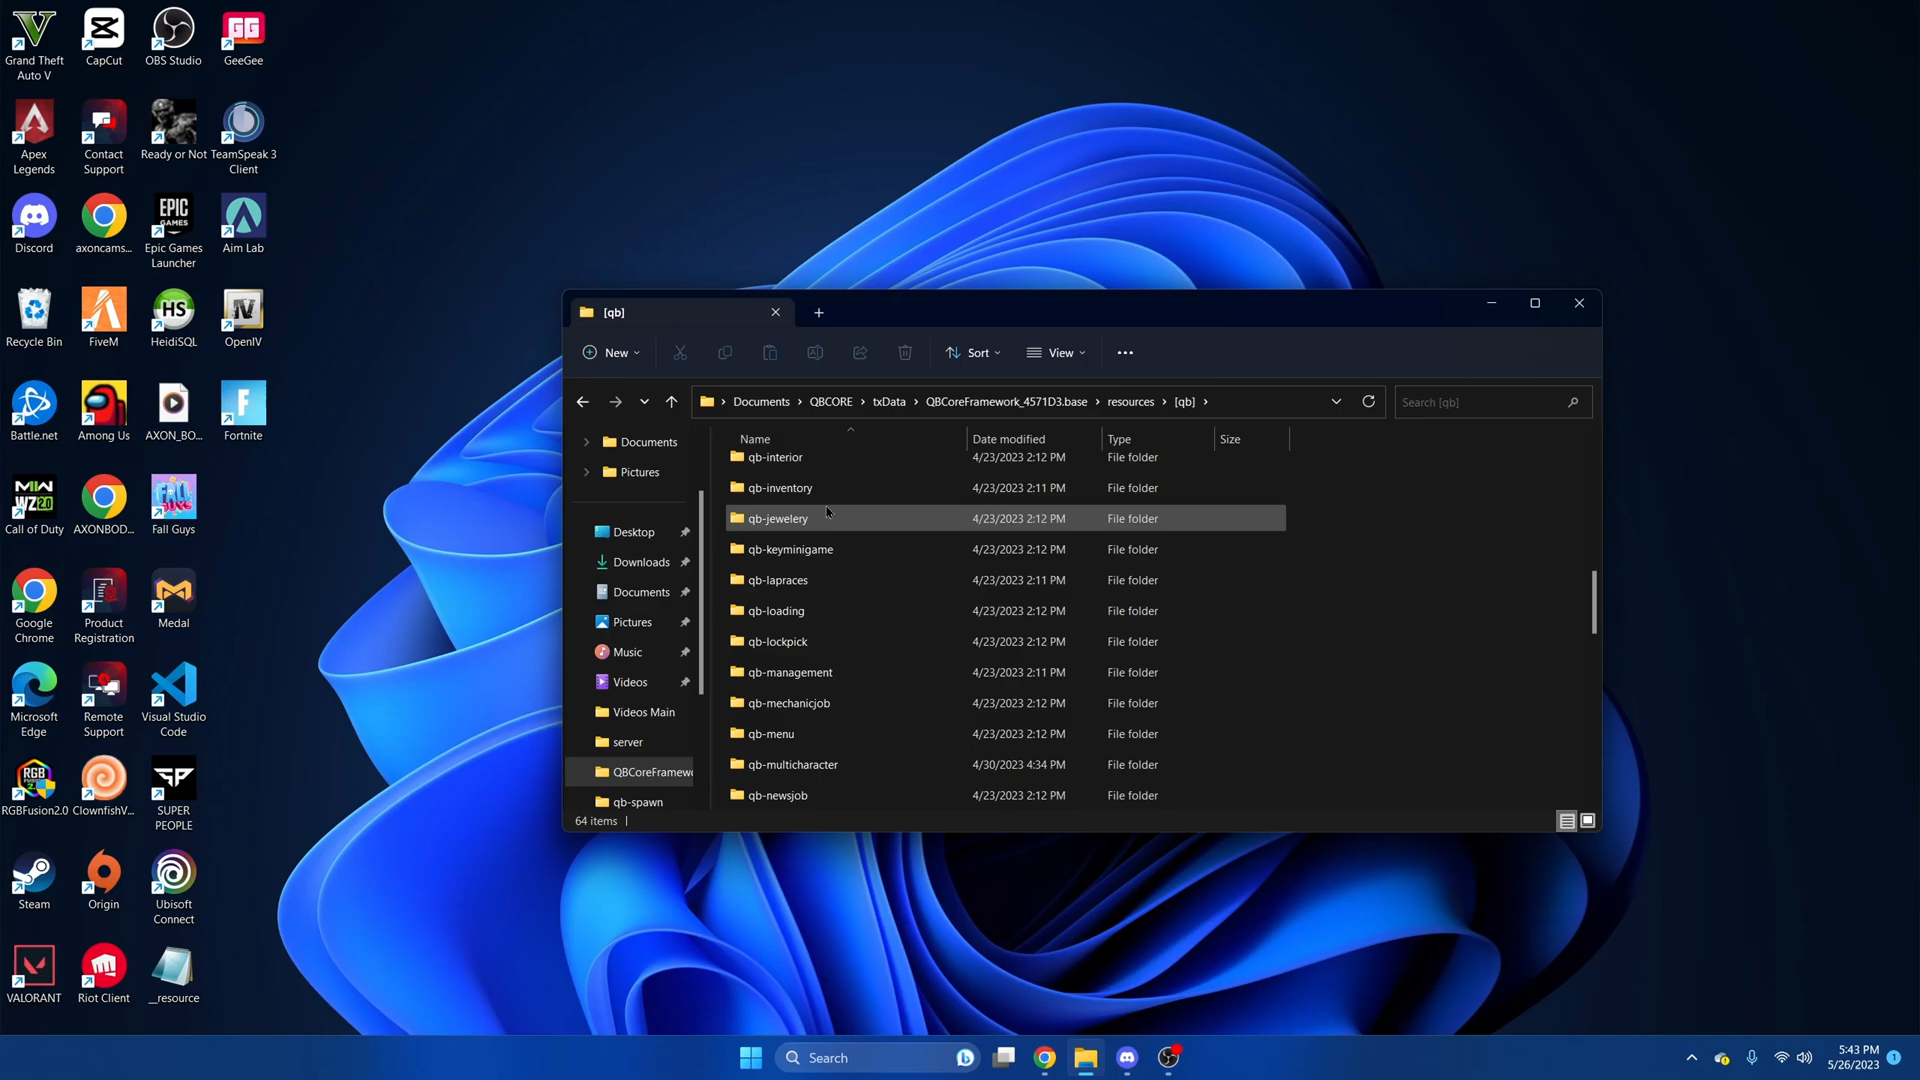 Grand Theft
Auto V
CapCut
OBS Studio
GeeGee
Apex
Legends
Contact
Support
Ready or Not
TeamSpeak 3
Client
Discord
axoncams...
Epic Games
Launcher
Aim Lab
Recycle Bin
FiveM
HeidiSQL
OpenIV
Battle.net
Among Us
AXON_BO...
Fortnite
Call of Duty
AXONBOD...
Fall Guys
Google
Chrome
Product
Registration
Medal
Microsoft
Edge
Remote
Support
Visual Studio
Code
RGBFusion2.0
ClownfishV...
SUPER
PEOPLE
Steam
Origin
Ubisoft
Connect
VALORANT
Riot Client
__resource
[qb]
New
Sort
View
Documents > QBCORE > txData > QBCoreFramework_4571D3.base > resources > [qb] >
Search [qb]
Documents
Pictures
Desktop
Downloads
Documents
Pictures
Music
Videos
Videos Main
server
QBCoreFramewo
qb-spawn
Name Date modified Type Size
qb-interior 4/23/2023 2:12 PM File folder
qb-inventory 4/23/2023 2:11 PM File folder
qb-jewelery 4/23/2023 2:12 PM File folder
qb-keyminigame 4/23/2023 2:12 PM File folder
qb-lapraces 4/23/2023 2:11 PM File folder
qb-loading 4/23/2023 2:12 PM File folder
qb-lockpick 4/23/2023 2:12 PM File folder
qb-management 4/23/2023 2:11 PM File folder
qb-mechanicjob 4/23/2023 2:12 PM File folder
qb-menu 4/23/2023 2:12 PM File folder
qb-multicharacter 4/30/2023 4:34 PM File folder
qb-newsjob 4/23/2023 2:12 PM File folder
64 items
Search
5:43 PM
5/26/2023
1